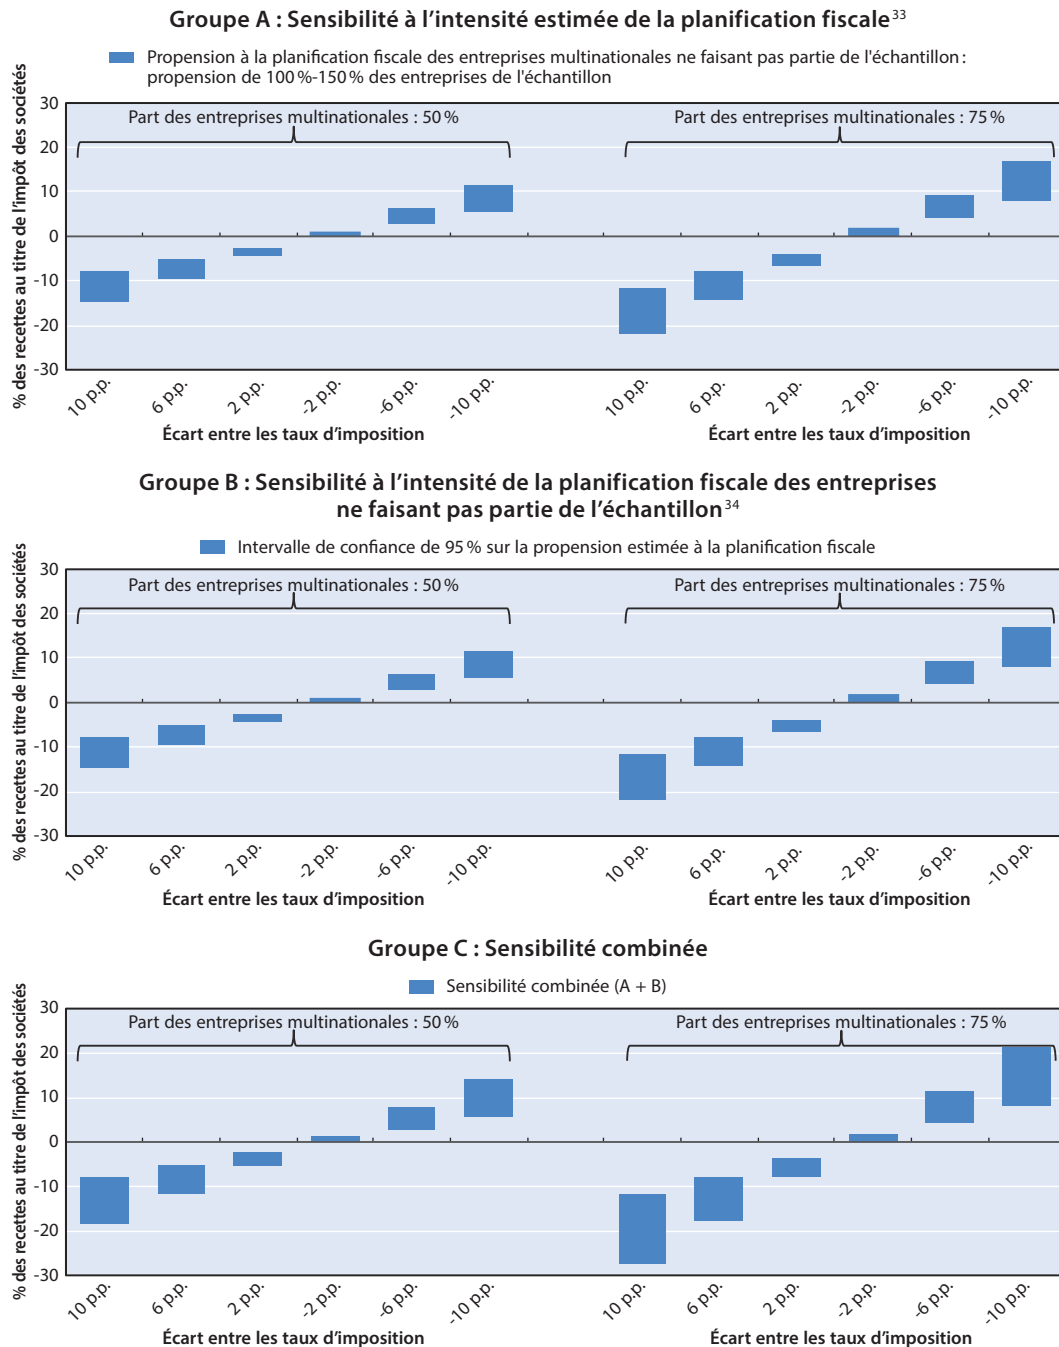 Groupe A : Sensibilité à l’intensité estimée de la planification fiscale33
Propension à la planification fiscale des entreprises multinationales ne faisant pas partie de l'échantillon :
propension de 100 %-150 % des entreprises de l'échantillon
% des recettes au titre de l’impôt des sociétés
30
20
10
0
-10
-20
-30
Part des entreprises multinationales : 50 %
Part des entreprises multinationales : 75 %
10 p.p.
6 p.p.
2 p.p.
-2 p.p.
-6 p.p.
-10 p.p.
10 p.p.
6 p.p.
2 p.p.
-2 p.p.
-6 p.p.
-10 p.p.
Écart entre les taux d’imposition
Écart entre les taux d’imposition
Groupe B : Sensibilité à l’intensité de la planification fiscale des entreprises
ne faisant pas partie de l’échantillon34
Intervalle de confiance de 95 % sur la propension estimée à la planification fiscale
% des recettes au titre de l’impôt des sociétés
30
20
10
0
-10
-20
-30
Part des entreprises multinationales : 50 %
Part des entreprises multinationales : 75 %
10 p.p.
6 p.p.
2 p.p.
-2 p.p.
-6 p.p.
-10 p.p.
10 p.p.
6 p.p.
2 p.p.
-2 p.p.
-6 p.p.
-10 p.p.
Écart entre les taux d’imposition
Écart entre les taux d’imposition
Groupe C : Sensibilité combinée
Sensibilité combinée (A + B)
% des recettes au titre de l’impôt des sociétés
30
20
10
0
-10
-20
-30
Part des entreprises multinationales : 50 %
Part des entreprises multinationales : 75 %
10 p.p.
6 p.p.
2 p.p.
-2 p.p.
-6 p.p.
-10 p.p.
10 p.p.
6 p.p.
2 p.p.
-2 p.p.
-6 p.p.
-10 p.p.
Écart entre les taux d’imposition
Écart entre les taux d’imposition